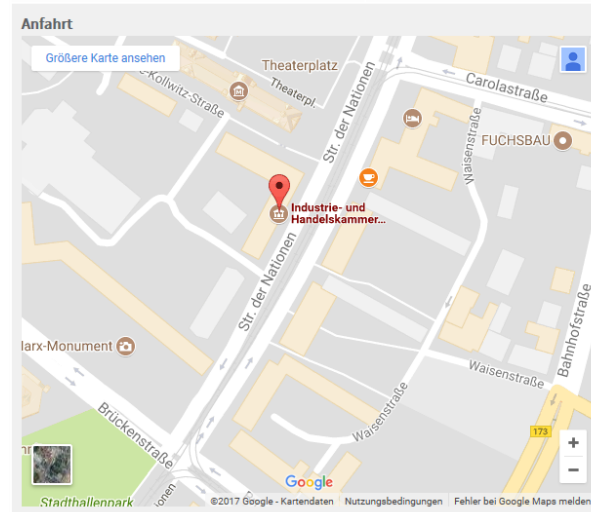 Anfahrt
Größere Karte ansehen
Theaterplatz
-Kollwitz-Straße
Theaterpl.
Str. der Nationen
Carolastraße
Waisenstraße
FUCHSBAU
Industrie- und
Handelskammer...
Str. der Nationen
Bahnhofstraße
arx-Monument
Waisenstraße
Brückenstraße
Waisenstraße
173
+
−
Google
Stadthallenpark
ionen
©2017 Google - Kartendaten
Nutzungsbedingungen
Fehler bei Google Maps melden